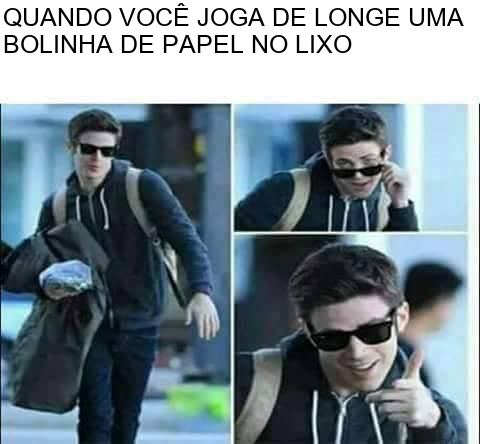 QUANDO VOCÊ JOGA DE LONGE UMA
BOLINHA DE PAPEL NO LIXO